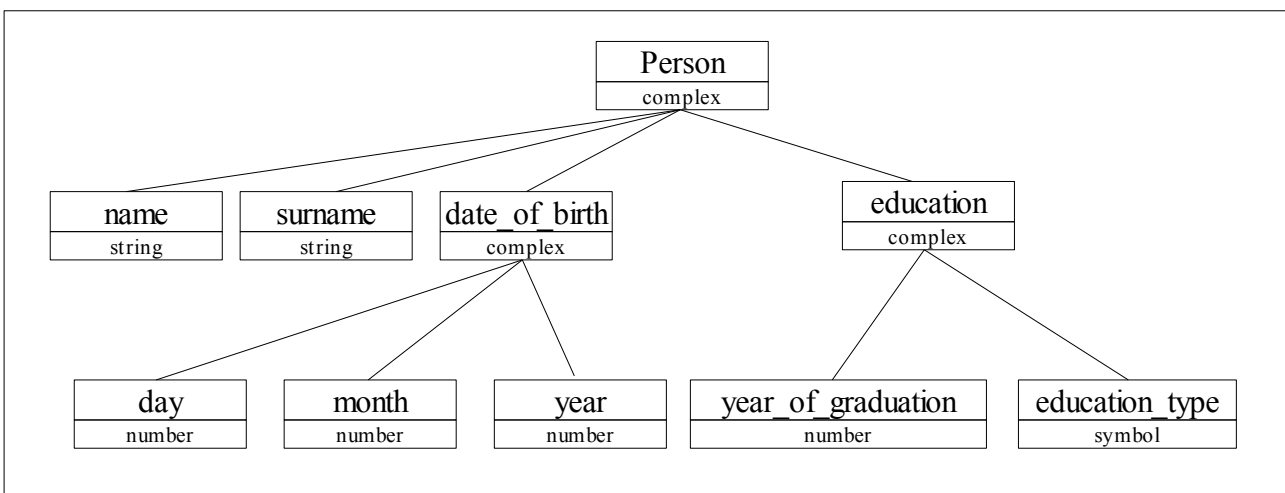 Person
complex
name
string
surname
string
date_of_birth
complex
education
complex
day
number
month
number
year
number
year_of_graduation
number
education_type
symbol